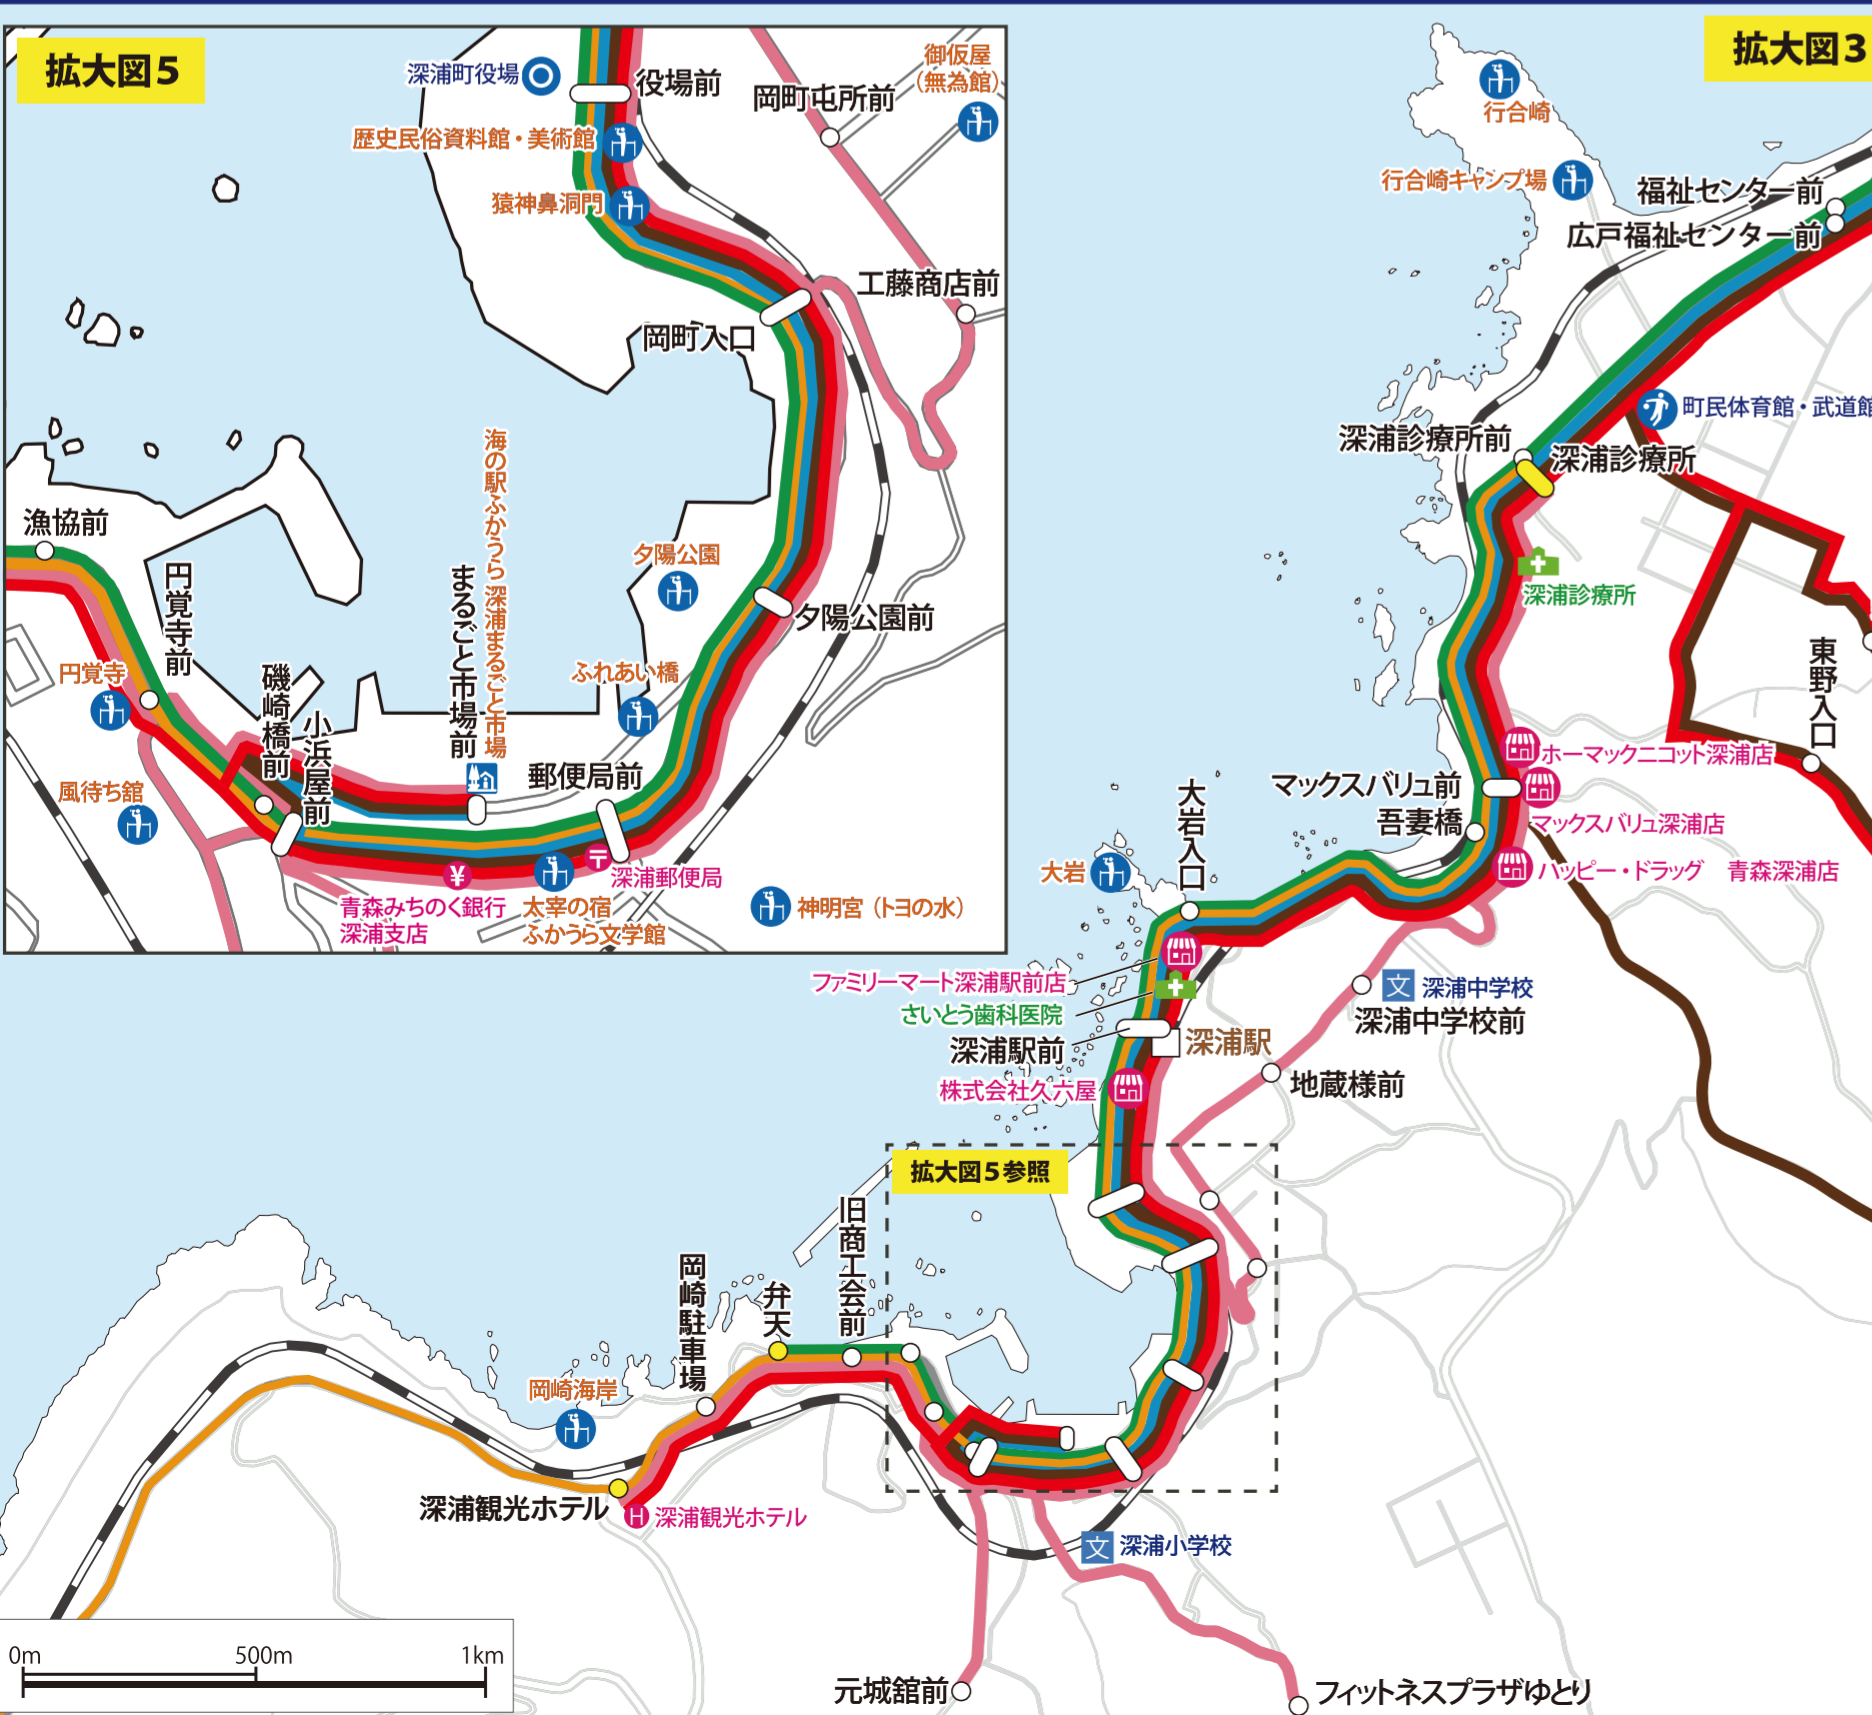 拡大図5
深浦町役場
役場前
歴史民俗資料館・美術館
猿神鼻洞門
岡町屯所前
御仮屋
(無為館)
工藤商店前
岡町入口
漁協前
円覚寺前
円覚寺
風待ち舘
磯崎橋前
小浜屋前
まるごと市場前
海の駅ふかうら 深浦まるごと市場
夕陽公園
夕陽公園前
ふれあい橋
郵便局前
深浦郵便局
青森みちのく銀行
深浦支店
太宰の宿
ふかうら文学館
神明宮（トヨの水）
拡大図3
行合崎
行合崎キャンプ場
福祉センター前
広戸福祉センター前
町民体育館・武道館
深浦診療所前
深浦診療所
深浦診療所
東野入口
ホーマックニコット深浦店
マックスバリュ前
吾妻橋
マックスバリュ深浦店
ハッピー・ドラッグ 青森深浦店
大岩入口
大岩
ファミリーマート深浦駅前店
さいとう歯科医院
深浦駅前
深浦駅
株式会社久六屋
文 深浦中学校
深浦中学校前
地蔵様前
拡大図5参照
旧商工会前
弁天
岡崎駐車場
岡崎海岸
深浦観光ホテル
H 深浦観光ホテル
文 深浦小学校
元城舘前
フィットネスプラザゆとり
0m 500m 1km